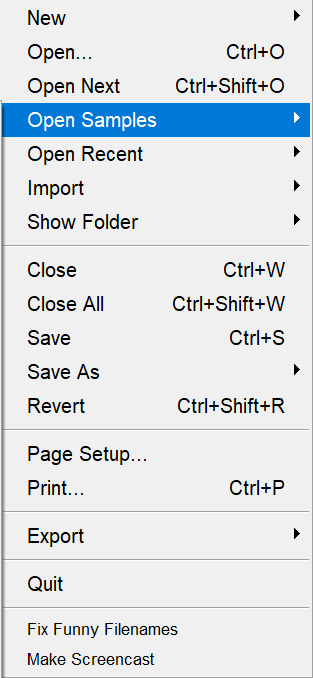 New
Open... Ctrl+O
Open Next Ctrl+Shift+O
Open Samples
Open Recent
Import
Show Folder
Close Ctrl+W
Close All Ctrl+Shift+W
Save Ctrl+S
Save As
Revert Ctrl+Shift+R
Page Setup...
Print... Ctrl+P
Export
Quit
Fix Funny Filenames
Make Screencast